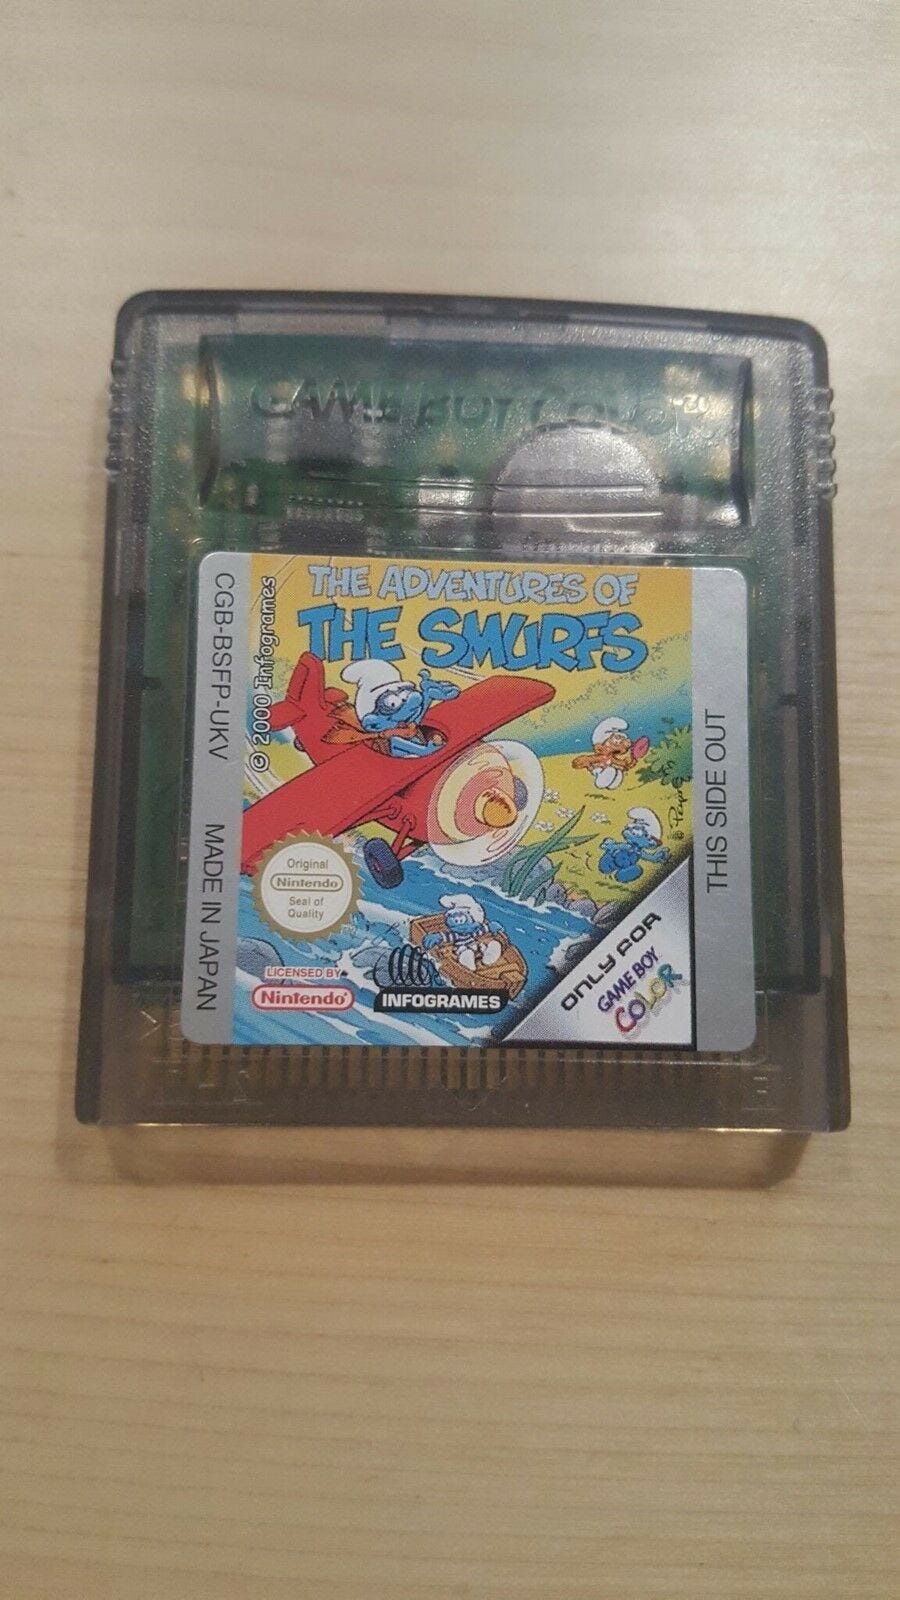 GAME BOY COLOR
THE ADVENTURES OF
THE SMURFS
© 2000 Infogrames
CGB-BSFP-UKV
MADE IN JAPAN
THIS SIDE OUT
© Peyo
Original
Nintendo
Seal of
Quality
LICENSED BY
Nintendo
INFOGRAMES
ONLY FOR
GAME BOY
COLOR